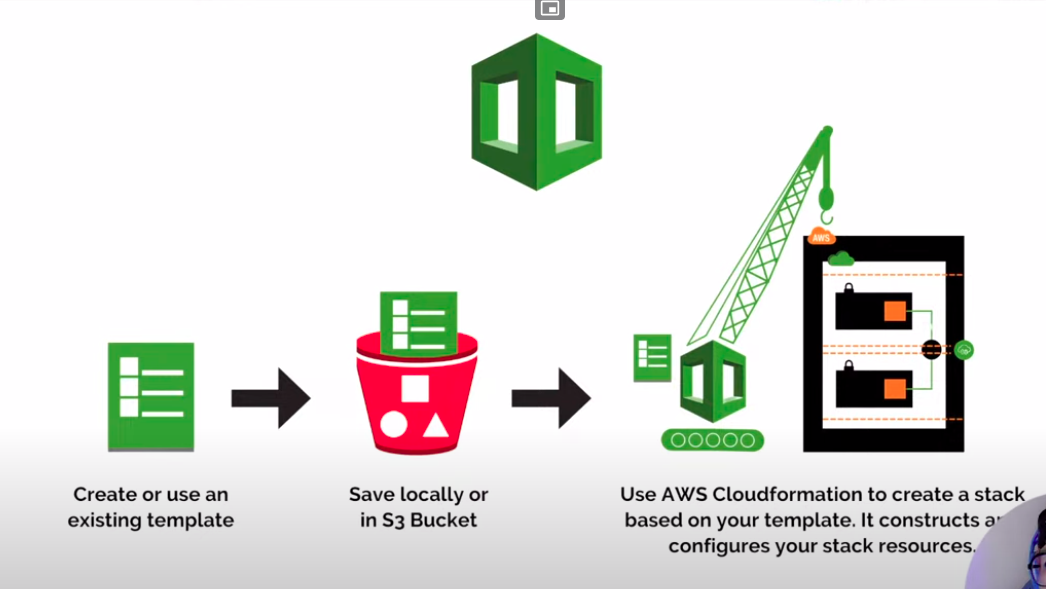 AWS
Create or use an
existing template
Save locally or
in S3 Bucket
Use AWS Cloudformation to create a stack
based on your template. It constructs
configures your stack resources.